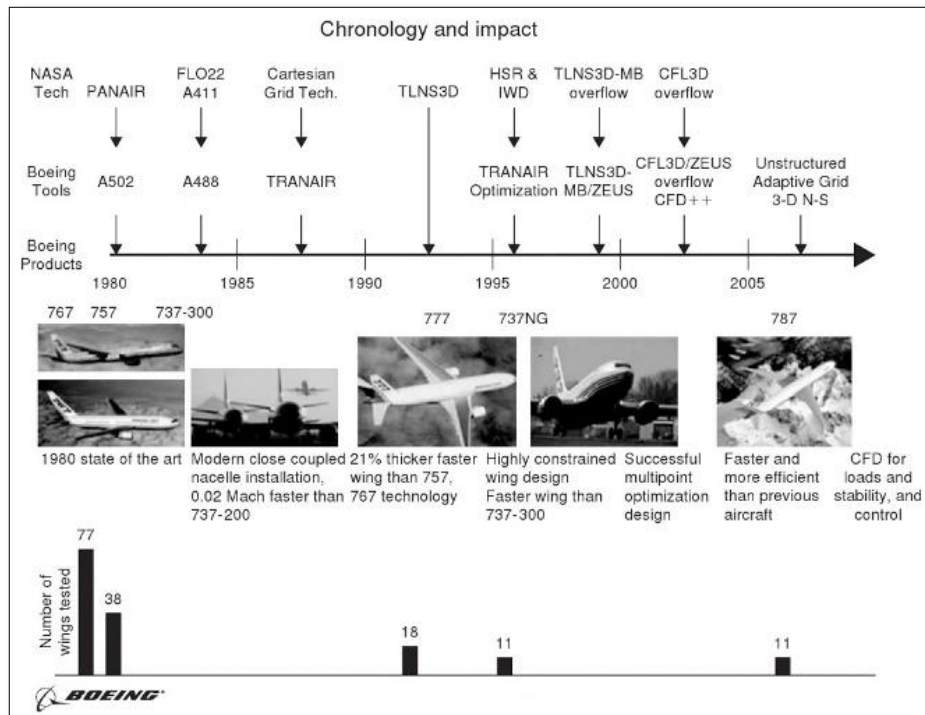 Chronology and impact
NASA Tech
PANAIR
FLO22 A411
Cartesian Grid Tech.
TLNS3D
HSR & IWD
TLNS3D-MB overflow
CFL3D overflow
Boeing Tools
A502
A488
TRANAIR
TRANAIR Optimization
TLNS3D-MB/ZEUS
CFL3D/ZEUS overflow CFD++
Unstructured Adaptive Grid 3-D N-S
Boeing Products
1980 1985 1990 1995 2000 2005
767 757 737-300 777 737NG 787
1980 state of the art
Modern close coupled nacelle installation, 0.02 Mach faster than 737-200
21% thicker faster wing than 757, 767 technology
Highly constrained wing design Faster wing than 737-300
Successful multipoint optimization design
Faster and more efficient than previous aircraft
CFD for loads and stability, and control
Number of wings tested
77
38
18
11
11
BOEING